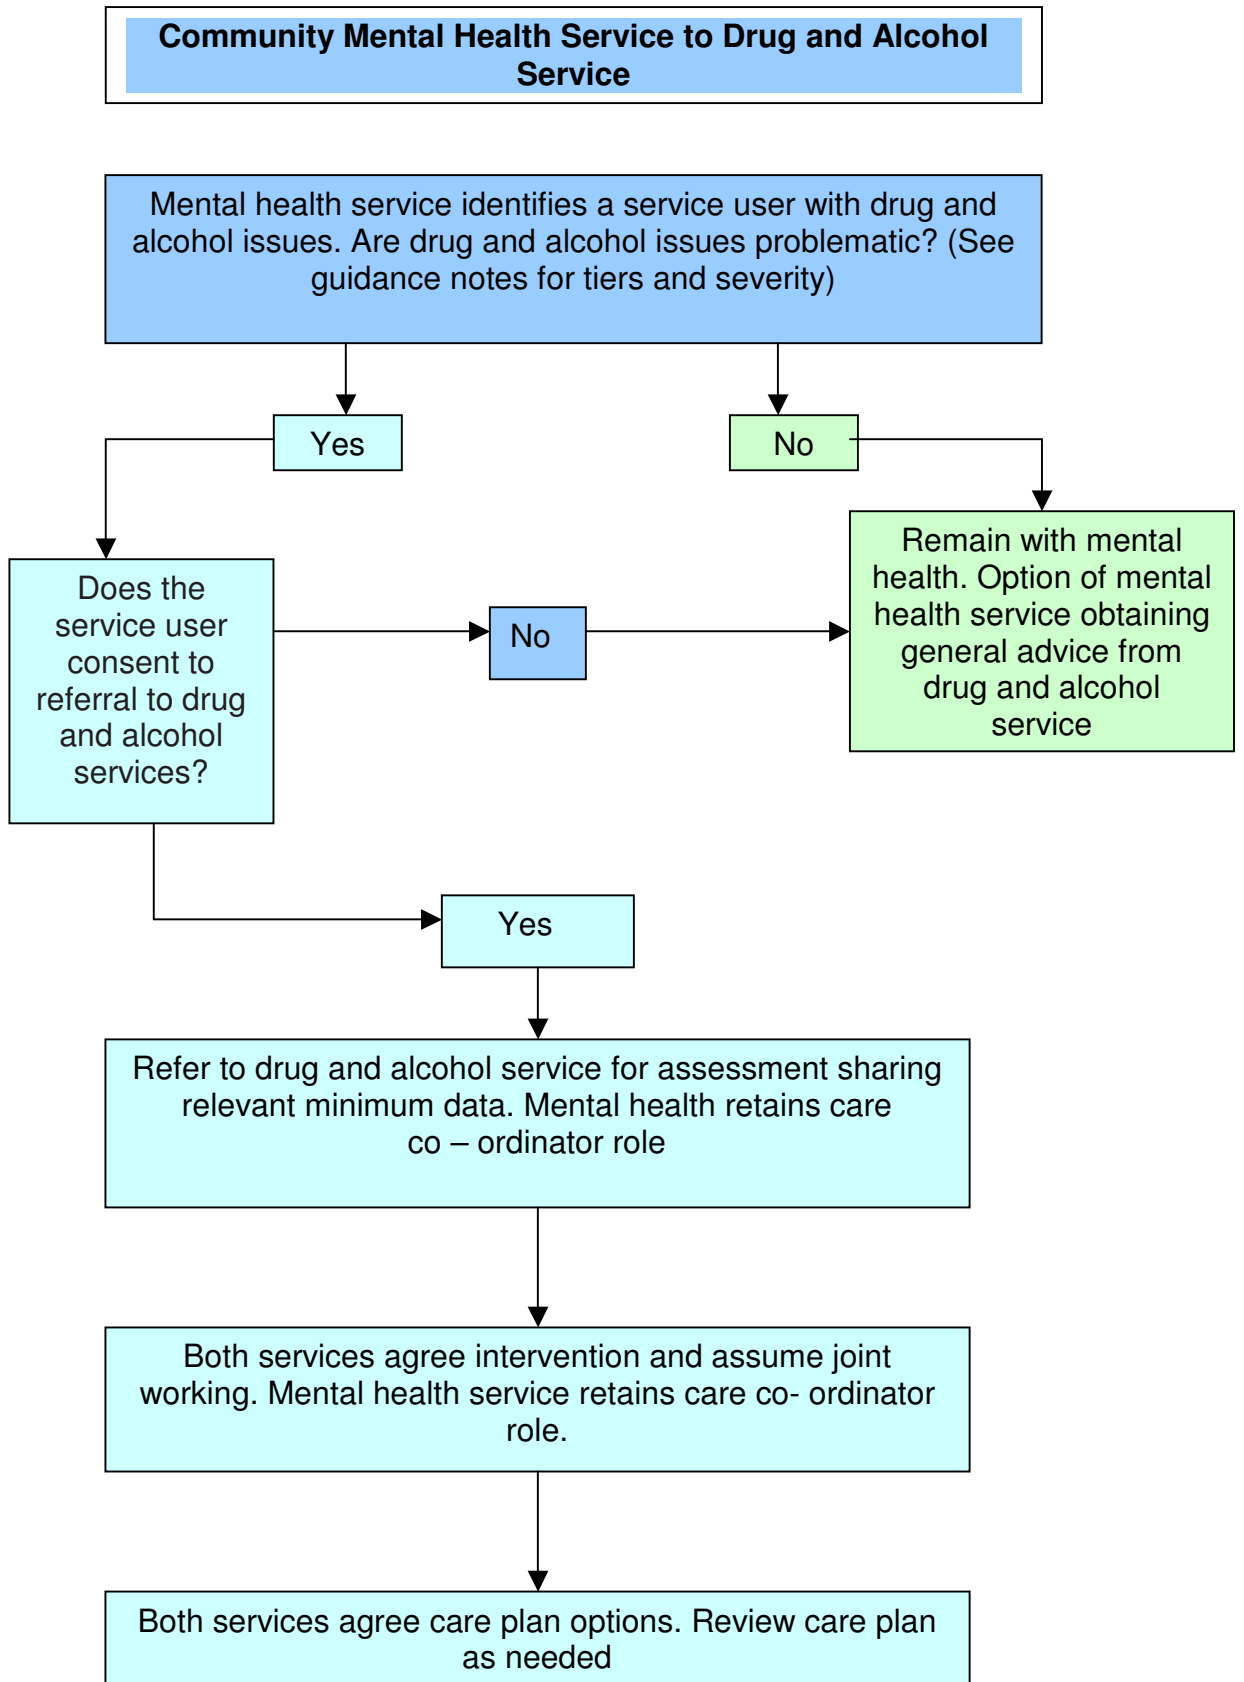 Community Mental Health Service to Drug and Alcohol
Service
Mental health service identifies a service user with drug and
alcohol issues. Are drug and alcohol issues problematic? (See
guidance notes for tiers and severity)
Yes
No
Does the
service user
consent to
referral to drug
and alcohol
services?
No
Remain with mental
health. Option of mental
health service obtaining
general advice from
drug and alcohol
service
Yes
Refer to drug and alcohol service for assessment sharing
relevant minimum data. Mental health retains care
co – ordinator role
Both services agree intervention and assume joint
working. Mental health service retains care co- ordinator
role.
Both services agree care plan options. Review care plan
as needed